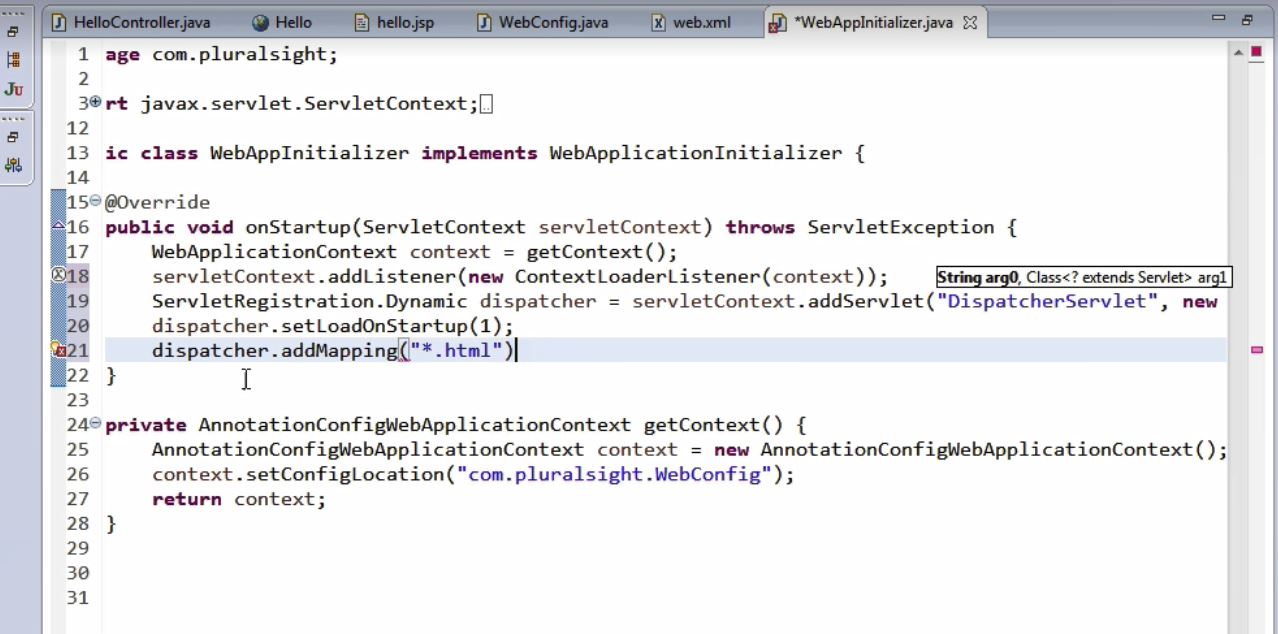 HelloController.java Hello hello.jsp WebConfig.java web.xml *WebAppInitializer.java
Ju
1 age com.pluralsight;
2
3 rt javax.servlet.ServletContext;
12
13 ic class WebAppInitializer implements WebApplicationInitializer {
14
15 @Override
16 public void onStartup(ServletContext servletContext) throws ServletException {
17 WebApplicationContext context = getContext();
18 servletContext.addListener(new ContextLoaderListener(context));
String arg0, Class<? extends Servlet> arg1
19 ServletRegistration.Dynamic dispatcher = servletContext.addServlet("DispatcherServlet", new
20 dispatcher.setLoadOnStartup(1);
21 dispatcher.addMapping("*.html")
22 }
23
24 private AnnotationConfigWebApplicationContext getContext() {
25 AnnotationConfigWebApplicationContext context = new AnnotationConfigWebApplicationContext();
26 context.setConfigLocation("com.pluralsight.WebConfig");
27 return context;
28 }
29
30
31